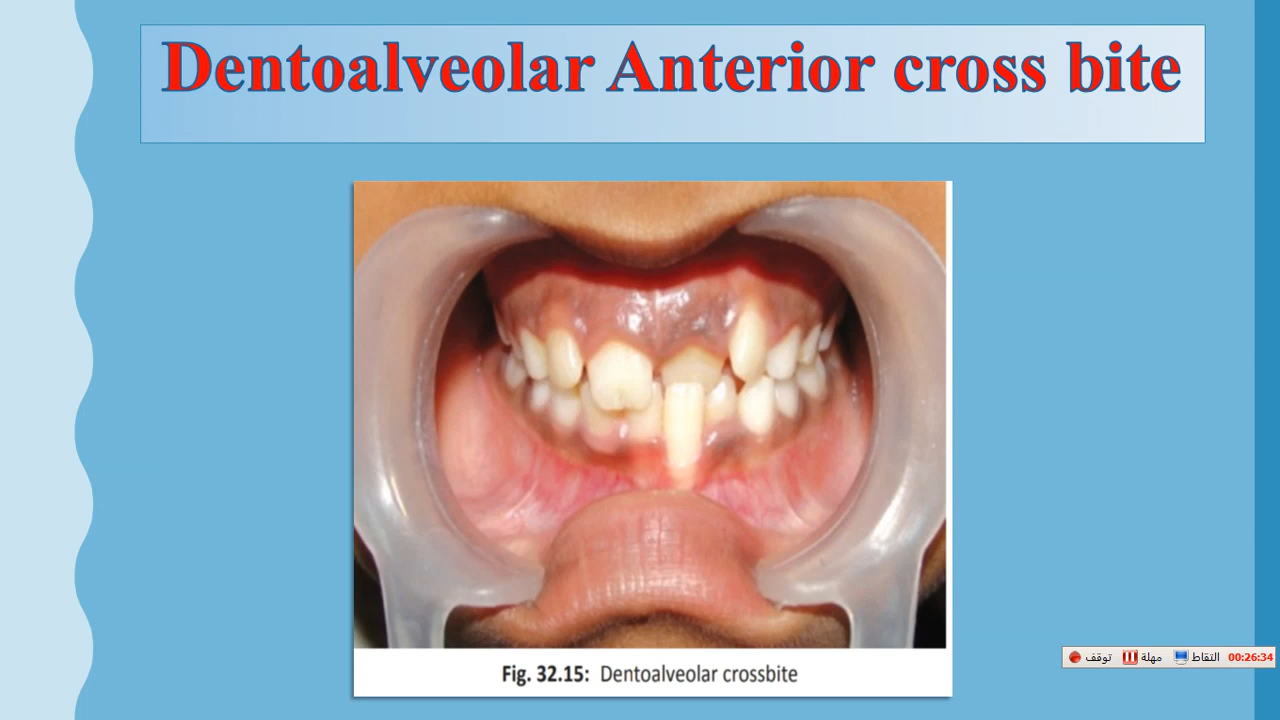 Dentoalveolar Anterior cross bite
Fig. 32.15: Dentoalveolar crossbite
توقف مهلة التقاط 00:26:34